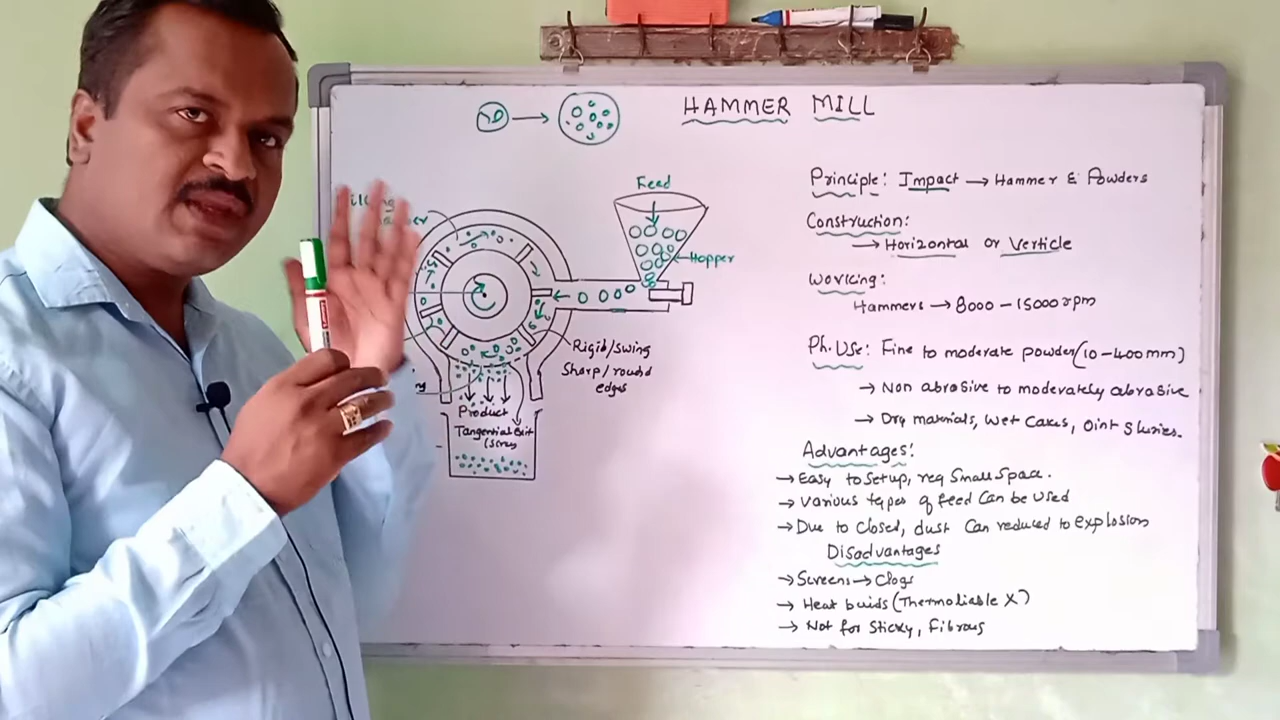 HAMMER MILL
Feed
Hopper
Rigid/swing
Sharp/round
edges
Product
Tangential Exit
Principle: Impact → Hammer & Powders
Construction:
→ Horizontal or Verticle
Working:
Hammers → 8000 - 15000 rpm
Ph. Use: Fine to moderate powder (10-400mm)
→ Non abrasive to moderately abrasive
→ Dry materials, Wet Cakes, Oint Sluries.
Advantages:
→ Easy to setup, req Small Space.
→ Various types of feed Can be used
→ Due to closed, dust Can reduced to explosion
Disadvantages
→ Screens → Clogs
→ Heat buids (Thermoliable X)
→ Not for Sticky, Fibrous